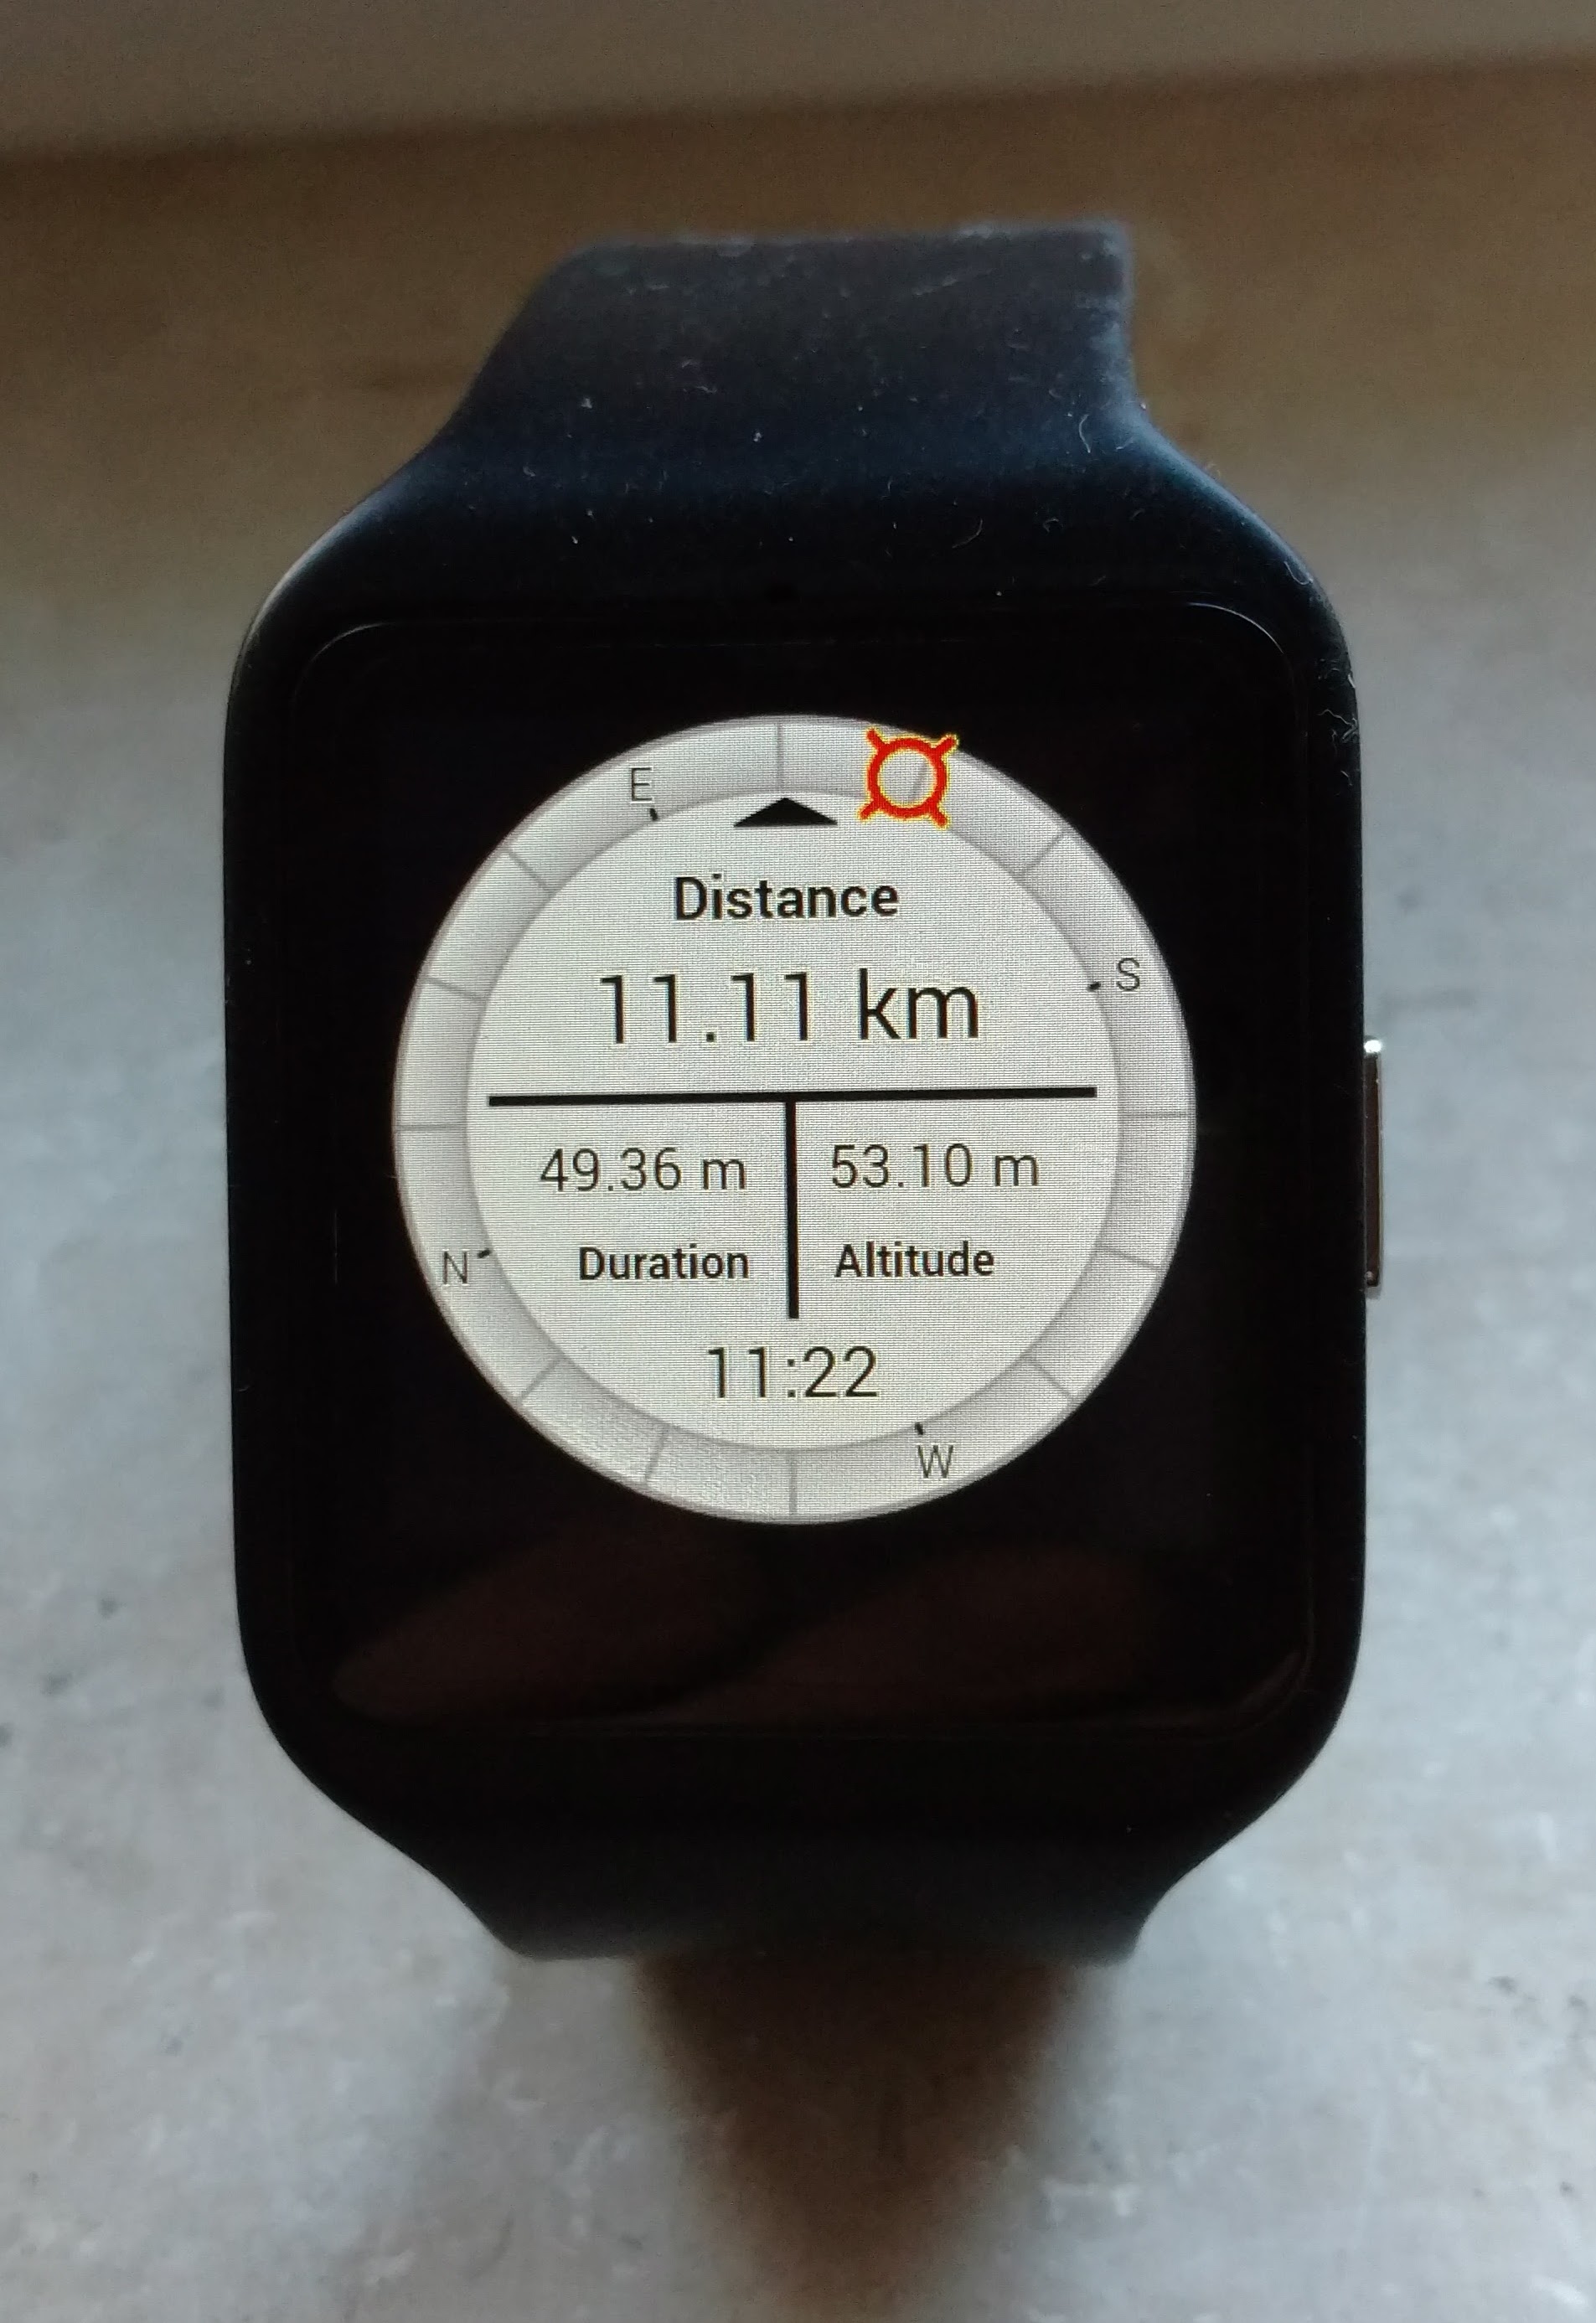 E
Distance
S
11.11 km
49.36 m 53.10 m
N Duration Altitude
11:22
W